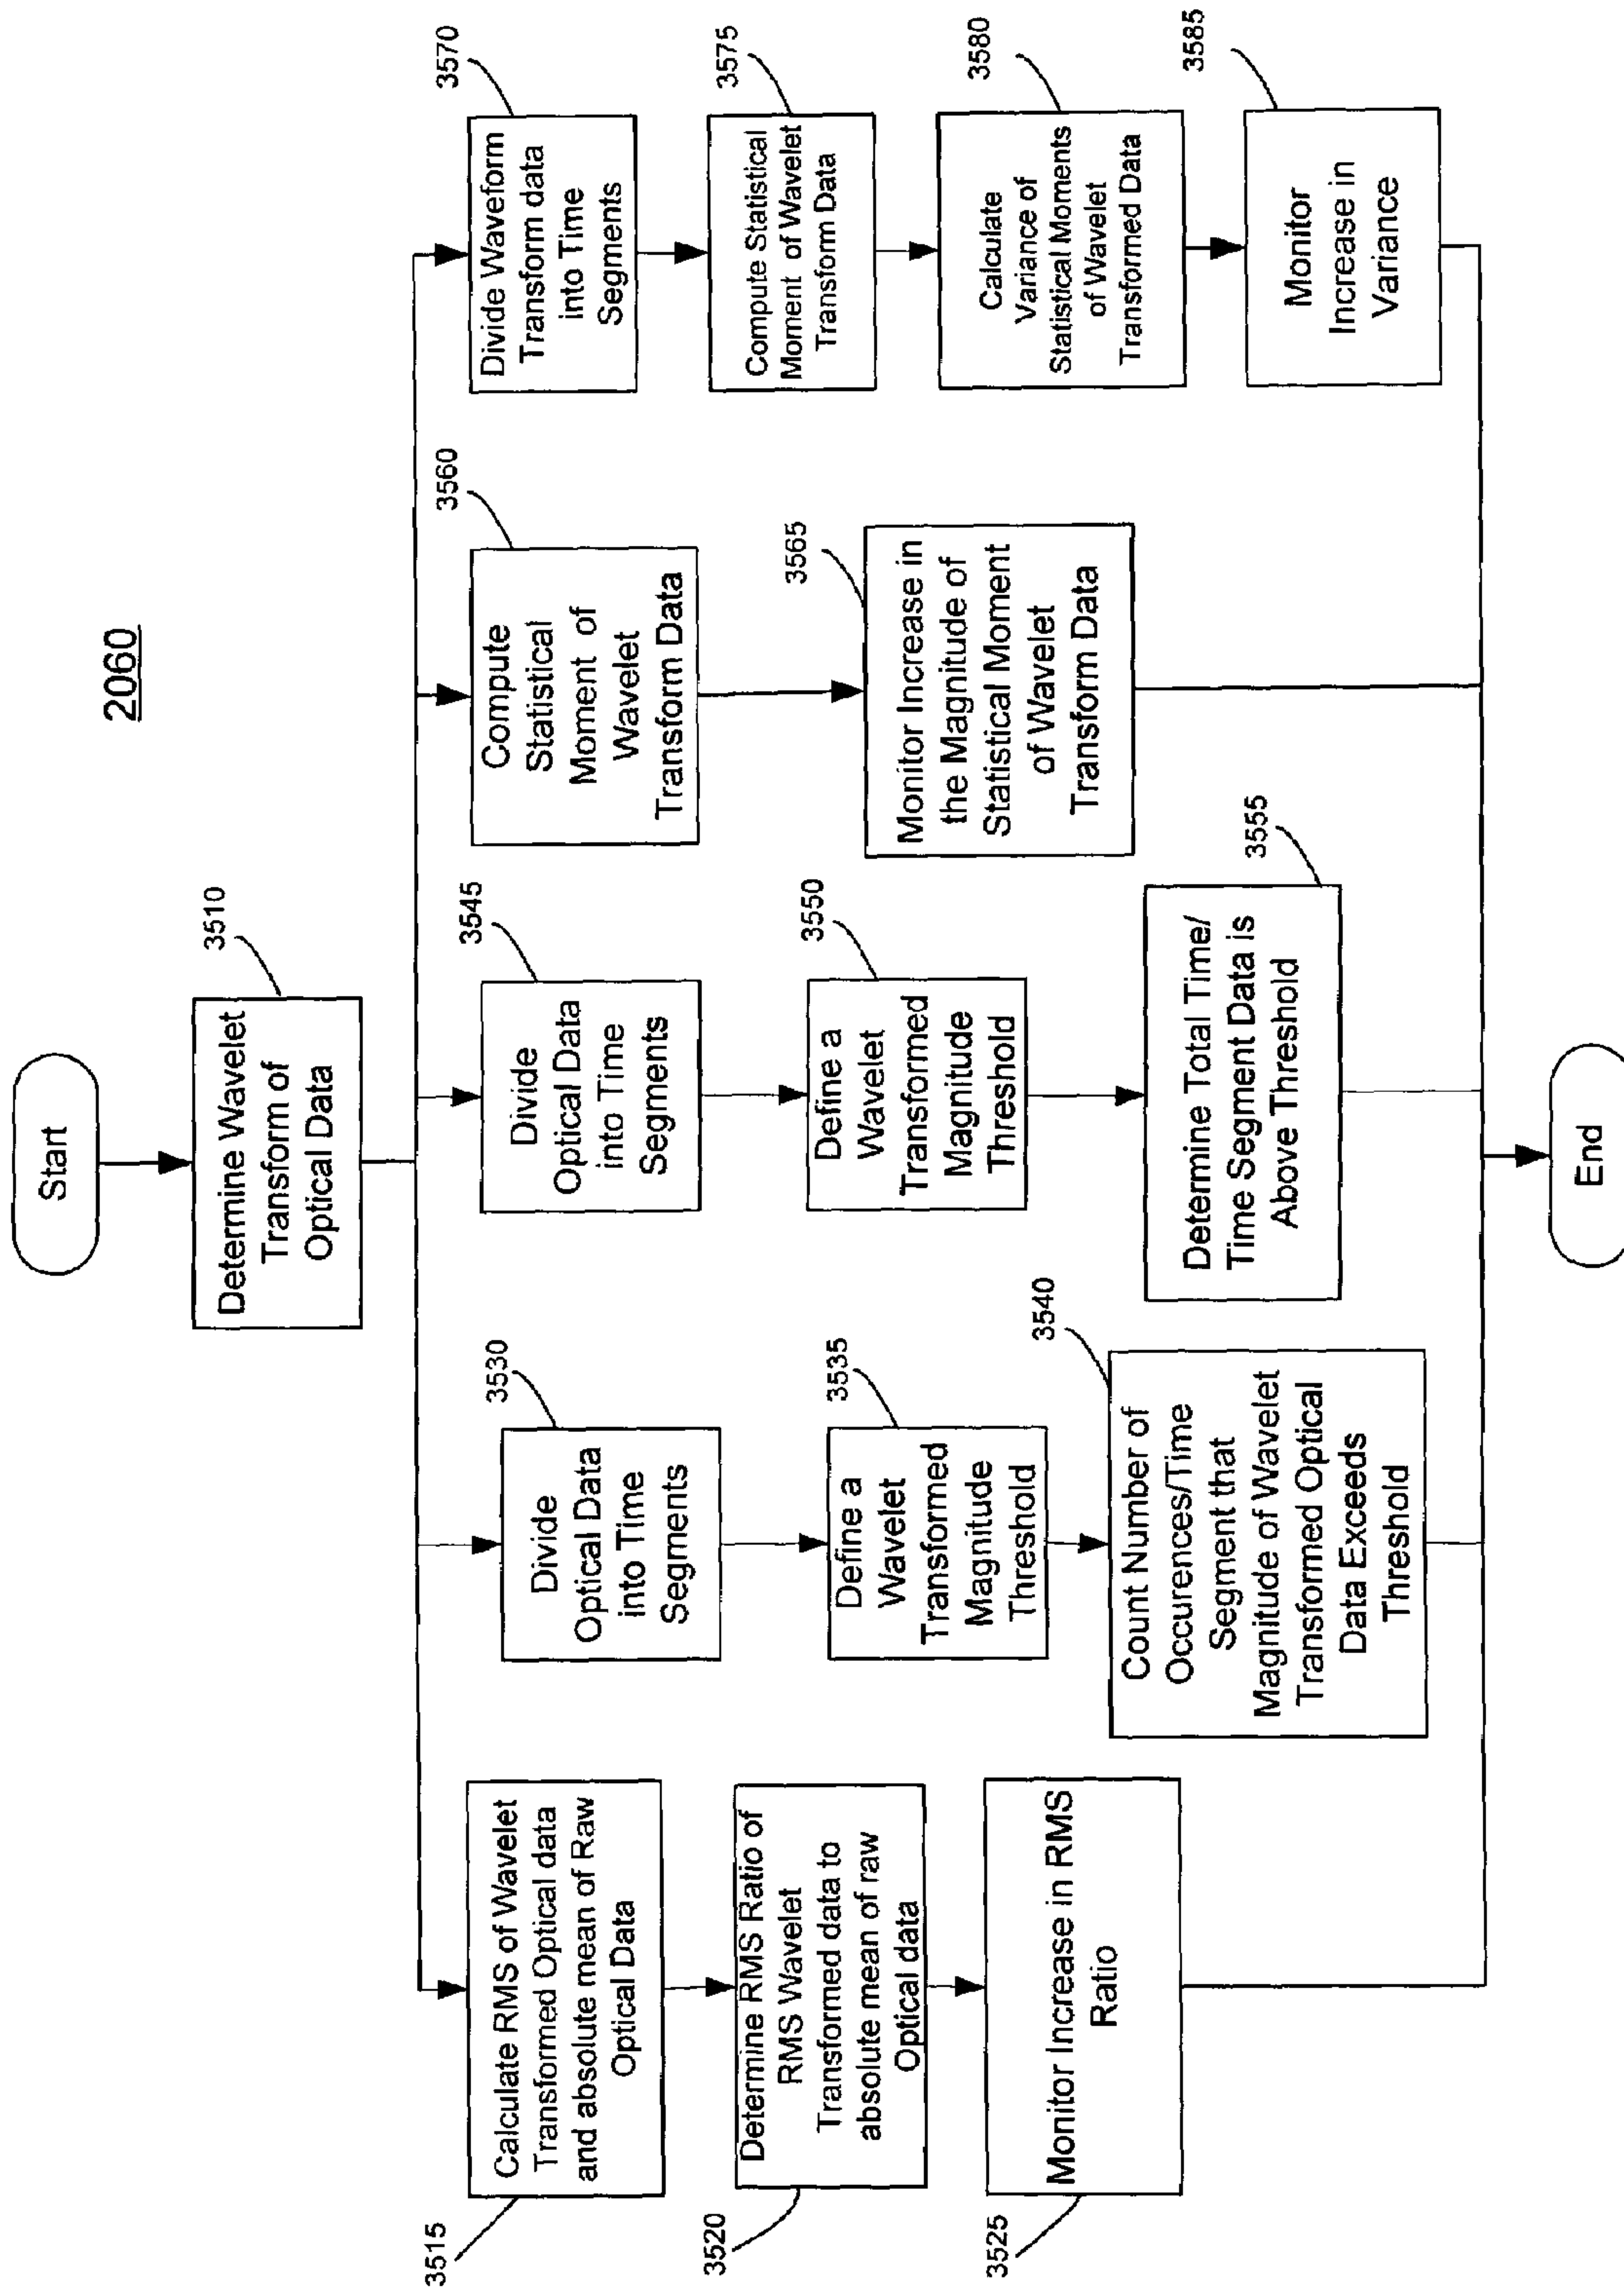 2060
Start
3510
Determine Wavelet
Transform of
Optical Data
3515
Calculate RMS of Wavelet
Transformed Optical data
and absolute mean of Raw
Optical Data
3520
Determine RMS Ratio of
RMS Wavelet
Transformed data to
absolute mean of raw
Optical data
3525
Monitor Increase in RMS
Ratio
3530
Divide
Optical Data
into Time
Segments
3535
Define a
Wavelet
Transformed
Magnitude
Threshold
3540
Count Number of
Occurences/Time
Segment that
Magnitude of Wavelet
Transformed Optical
Data Exceeds
Threshold
3545
Divide
Optical Data
into Time
Segments
3550
Define a
Wavelet
Transformed
Magnitude
Threshold
3555
Determine Total Time/
Time Segment Data is
Above Threshold
3560
Compute
Statistical
Moment of
Wavelet
Transform Data
3565
Monitor Increase in
the Magnitude of
Statistical Moment
of Wavelet
Transform Data
3570
Divide Waveform
Transform data
into Time
Segments
3575
Compute Statistical
Moment of Wavelet
Transform Data
3580
Calculate
Variance of
Statistical Moments
of Wavelet
Transformed Data
3585
Monitor
Increase in
Variance
End